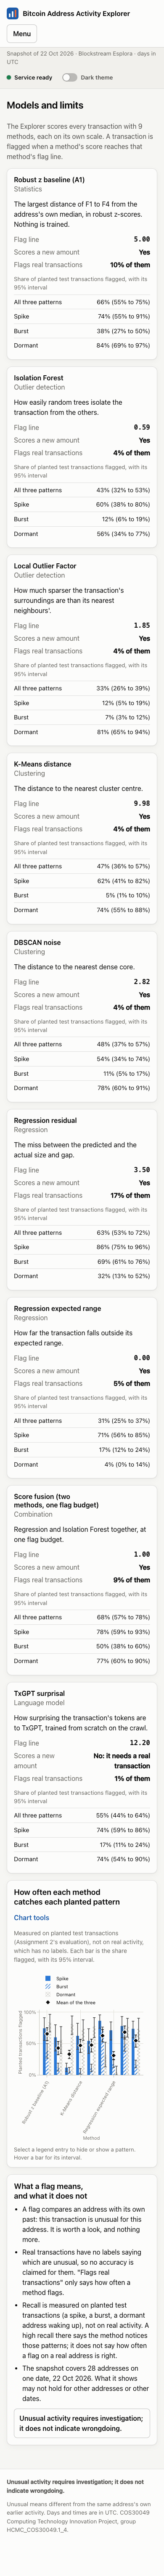 Bitcoin Address Activity Explorer
Menu
Snapshot of 22 Oct 2026 · Blockstream Esplora · days in
UTC
Service ready
Dark theme
Models and limits
The Explorer scores every transaction with 9
methods, each on its own scale. A transaction is
flagged when a method's score reaches that
method's flag line.
Robust z baseline (A1)
Statistics
The largest distance of F1 to F4 from the
address's own median, in robust z-scores.
Nothing is trained.
Flag line 5.00
Scores a new amount Yes
Flags real transactions 10% of them
Share of planted test transactions flagged, with its
95% interval
All three patterns 66% (55% to 75%)
Spike 74% (55% to 91%)
Burst 38% (27% to 50%)
Dormant 84% (69% to 97%)
Isolation Forest
Outlier detection
How easily random trees isolate the
transaction from the others.
Flag line 0.59
Scores a new amount Yes
Flags real transactions 4% of them
Share of planted test transactions flagged, with its
95% interval
All three patterns 43% (32% to 53%)
Spike 60% (38% to 80%)
Burst 12% (6% to 19%)
Dormant 56% (34% to 77%)
Local Outlier Factor
Outlier detection
How much sparser the transaction's
surroundings are than its nearest
neighbours'.
Flag line 1.85
Scores a new amount Yes
Flags real transactions 4% of them
Share of planted test transactions flagged, with its
95% interval
All three patterns 33% (26% to 39%)
Spike 12% (5% to 19%)
Burst 7% (3% to 12%)
Dormant 81% (65% to 94%)
K-Means distance
Clustering
The distance to the nearest cluster centre.
Flag line 9.98
Scores a new amount Yes
Flags real transactions 4% of them
Share of planted test transactions flagged, with its
95% interval
All three patterns 47% (36% to 57%)
Spike 62% (41% to 82%)
Burst 5% (1% to 10%)
Dormant 74% (55% to 88%)
DBSCAN noise
Clustering
The distance to the nearest dense core.
Flag line 2.82
Scores a new amount Yes
Flags real transactions 4% of them
Share of planted test transactions flagged, with its
95% interval
All three patterns 48% (37% to 57%)
Spike 54% (34% to 74%)
Burst 11% (5% to 17%)
Dormant 78% (60% to 91%)
Regression residual
Regression
The miss between the predicted and the
actual size and gap.
Flag line 3.50
Scores a new amount Yes
Flags real transactions 17% of them
Share of planted test transactions flagged, with its
95% interval
All three patterns 63% (53% to 72%)
Spike 86% (75% to 96%)
Burst 69% (61% to 76%)
Dormant 32% (13% to 52%)
Regression expected range
Regression
How far the transaction falls outside its
expected range.
Flag line 0.00
Scores a new amount Yes
Flags real transactions 5% of them
Share of planted test transactions flagged, with its
95% interval
All three patterns 31% (25% to 37%)
Spike 71% (56% to 85%)
Burst 17% (12% to 24%)
Dormant 4% (0% to 14%)
Score fusion (two
methods, one flag budget)
Combination
Regression and Isolation Forest together, at
one flag budget.
Flag line 1.00
Scores a new amount Yes
Flags real transactions 9% of them
Share of planted test transactions flagged, with its
95% interval
All three patterns 68% (57% to 78%)
Spike 78% (59% to 93%)
Burst 50% (38% to 60%)
Dormant 77% (60% to 90%)
TxGPT surprisal
Language model
How surprising the transaction's tokens are
to TxGPT, trained from scratch on the crawl.
Flag line 12.20
Scores a new amount No: it needs a real transaction
Flags real transactions 1% of them
Share of planted test transactions flagged, with its
95% interval
All three patterns 55% (44% to 64%)
Spike 74% (59% to 86%)
Burst 17% (11% to 24%)
Dormant 74% (54% to 90%)
How often each method
catches each planted pattern
Chart tools
Measured on planted test transactions
(Assignment 2's evaluation), not on real activity,
which has no labels. Each bar is the share
flagged, with its 95% interval.
Spike
Burst
Dormant
Mean of the three
Planted transactions flagged
100%
50%
0%
Robust z baseline (A1)
K-Means distance
Regression expected range
Method
Select a legend entry to hide or show a pattern.
Hover a bar for its interval.
What a flag means,
and what it does not
• A flag compares an address with its own
past: this transaction is unusual for this
address. It is worth a look, and nothing
more.
• Real transactions have no labels saying
which are unusual, so no accuracy is
claimed for them. "Flags real
transactions" only says how often a
method flags.
• Recall is measured on planted test
transactions (a spike, a burst, a dormant
address waking up), not on real activity. A
high recall says the method notices those
patterns; it does not say how often
a flag on a real address is right.
• The snapshot covers 28 addresses on
one date, 22 Oct 2026. What it shows
may not hold for other addresses or other
dates.
Unusual activity requires investigation;
it does not indicate wrongdoing.
Unusual activity requires investigation; it does not
indicate wrongdoing.
Unusual means different from the same address's own
earlier activity. Days and times are in UTC. COS30049
Computing Technology Innovation Project, group
HCMC_COS30049.1_4.